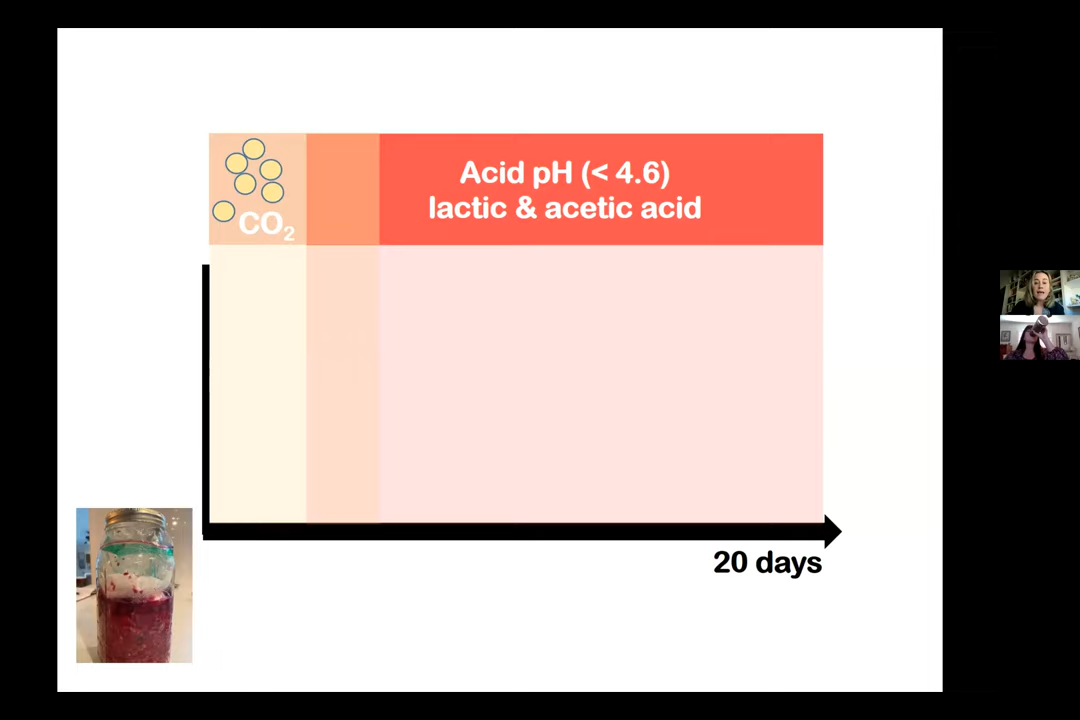 Acid pH (< 4.6)
lactic & acetic acid
CO₂
20 days